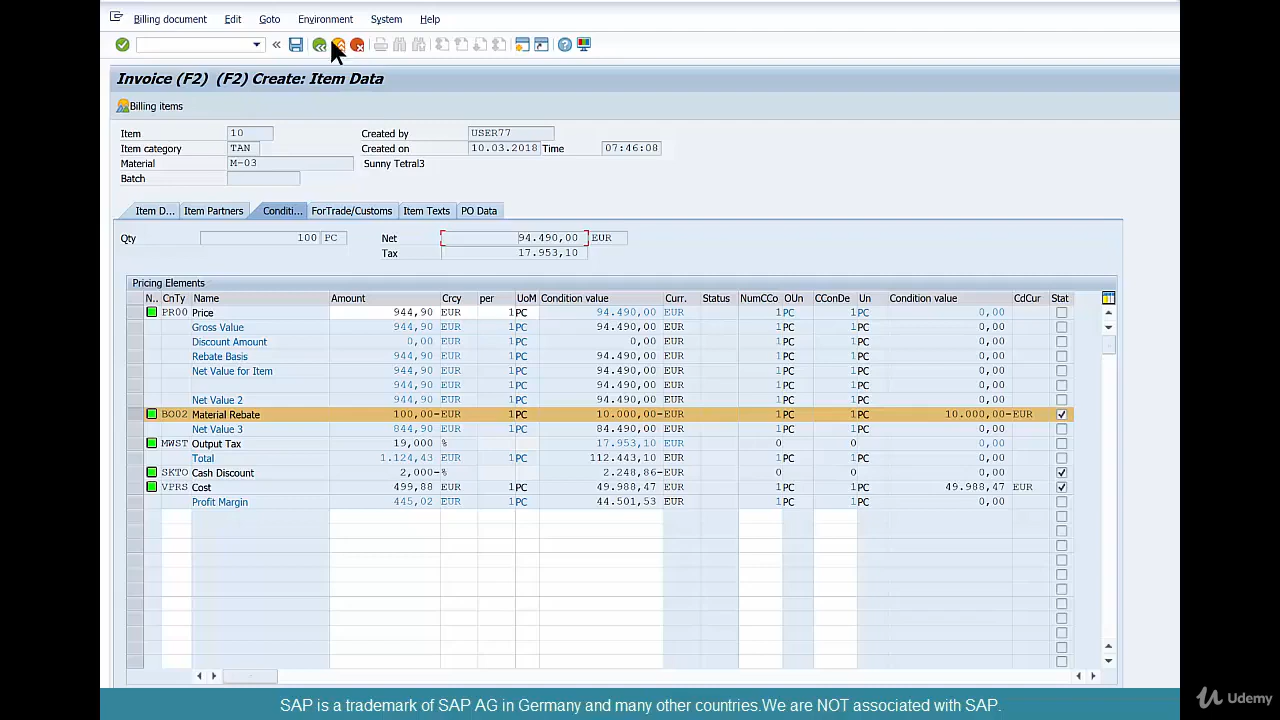 Billing document Edit Goto Environment System Help
Invoice (F2) (F2) Create: Item Data
Billing items
Item 10 Created by USER77
Item category TAN Created on 10.03.2018 Time 07:46:08
Material M-03 Sunny Tetral3
Batch
Item D... Item Partners Conditi... ForTrade/Customs Item Texts PO Data
Qty 100 PC Net 94.490,00 EUR
Tax 17.953,10
Pricing Elements
N.. CnTy Name Amount Crcy per UoM Condition value Curr. Status NumCCo OUn CConDe Un Condition value CdCur Stat
PR00 Price 944,90 EUR 1 PC 94.490,00 EUR 1 PC 1 PC 0,00
Gross Value 944,90 EUR 1 PC 94.490,00 EUR 1 PC 1 PC 0,00
Discount Amount 0,00 EUR 1 PC 0,00 EUR 1 PC 1 PC 0,00
Rebate Basis 944,90 EUR 1 PC 94.490,00 EUR 1 PC 1 PC 0,00
Net Value for Item 944,90 EUR 1 PC 94.490,00 EUR 1 PC 1 PC 0,00
944,90 EUR 1 PC 94.490,00 EUR 1 PC 1 PC 0,00
Net Value 2 944,90 EUR 1 PC 94.490,00 EUR 1 PC 1 PC 0,00
BO02 Material Rebate 100,00- EUR 1 PC 10.000,00- EUR 1 PC 1 PC 10.000,00- EUR
Net Value 3 844,90 EUR 1 PC 84.490,00 EUR 1 PC 1 PC 0,00
MWST Output Tax 19,000 % 17.953,10 EUR 0 0 0,00
Total 1.124,43 EUR 1 PC 112.443,10 EUR 1 PC 1 PC 0,00
SKTO Cash Discount 2,000- % 2.248,86- EUR 0 0 0,00
VPRS Cost 499,88 EUR 1 PC 49.988,47 EUR 1 PC 1 PC 49.988,47 EUR
Profit Margin 445,02 EUR 1 PC 44.501,53 EUR 1 PC 1 PC 0,00
SAP is a trademark of SAP AG in Germany and many other countries.We are NOT associated with SAP.
Udemy